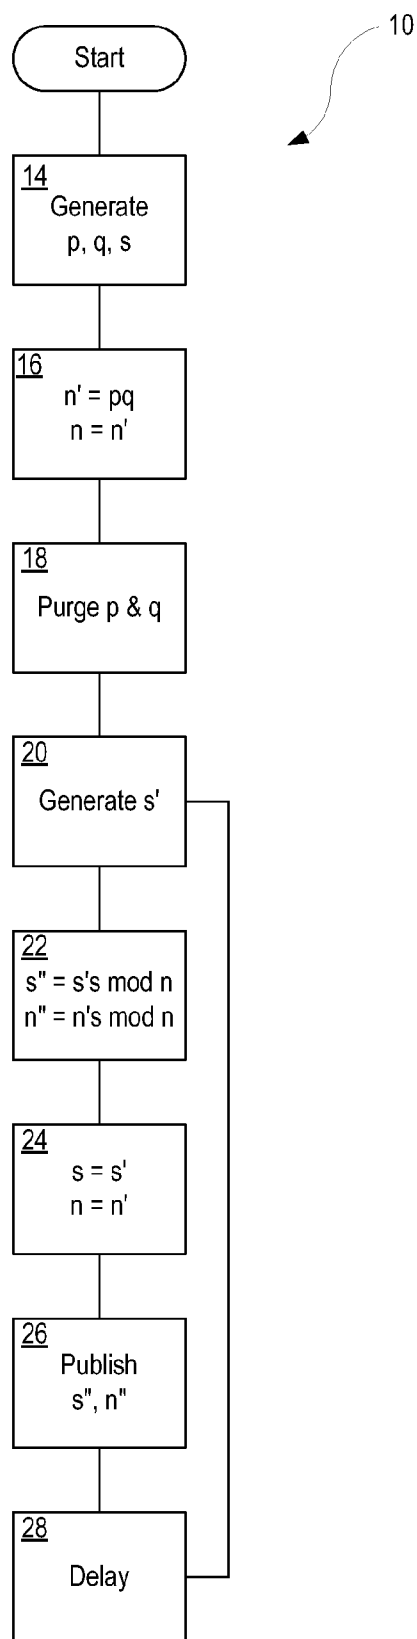 10
Start
14
Generate
p, q, s
16
n' = pq
n = n'
18
Purge p & q
20
Generate s'
22
s" = s's mod n
n" = n's mod n
24
s = s'
n = n'
26
Publish
s", n"
28
Delay